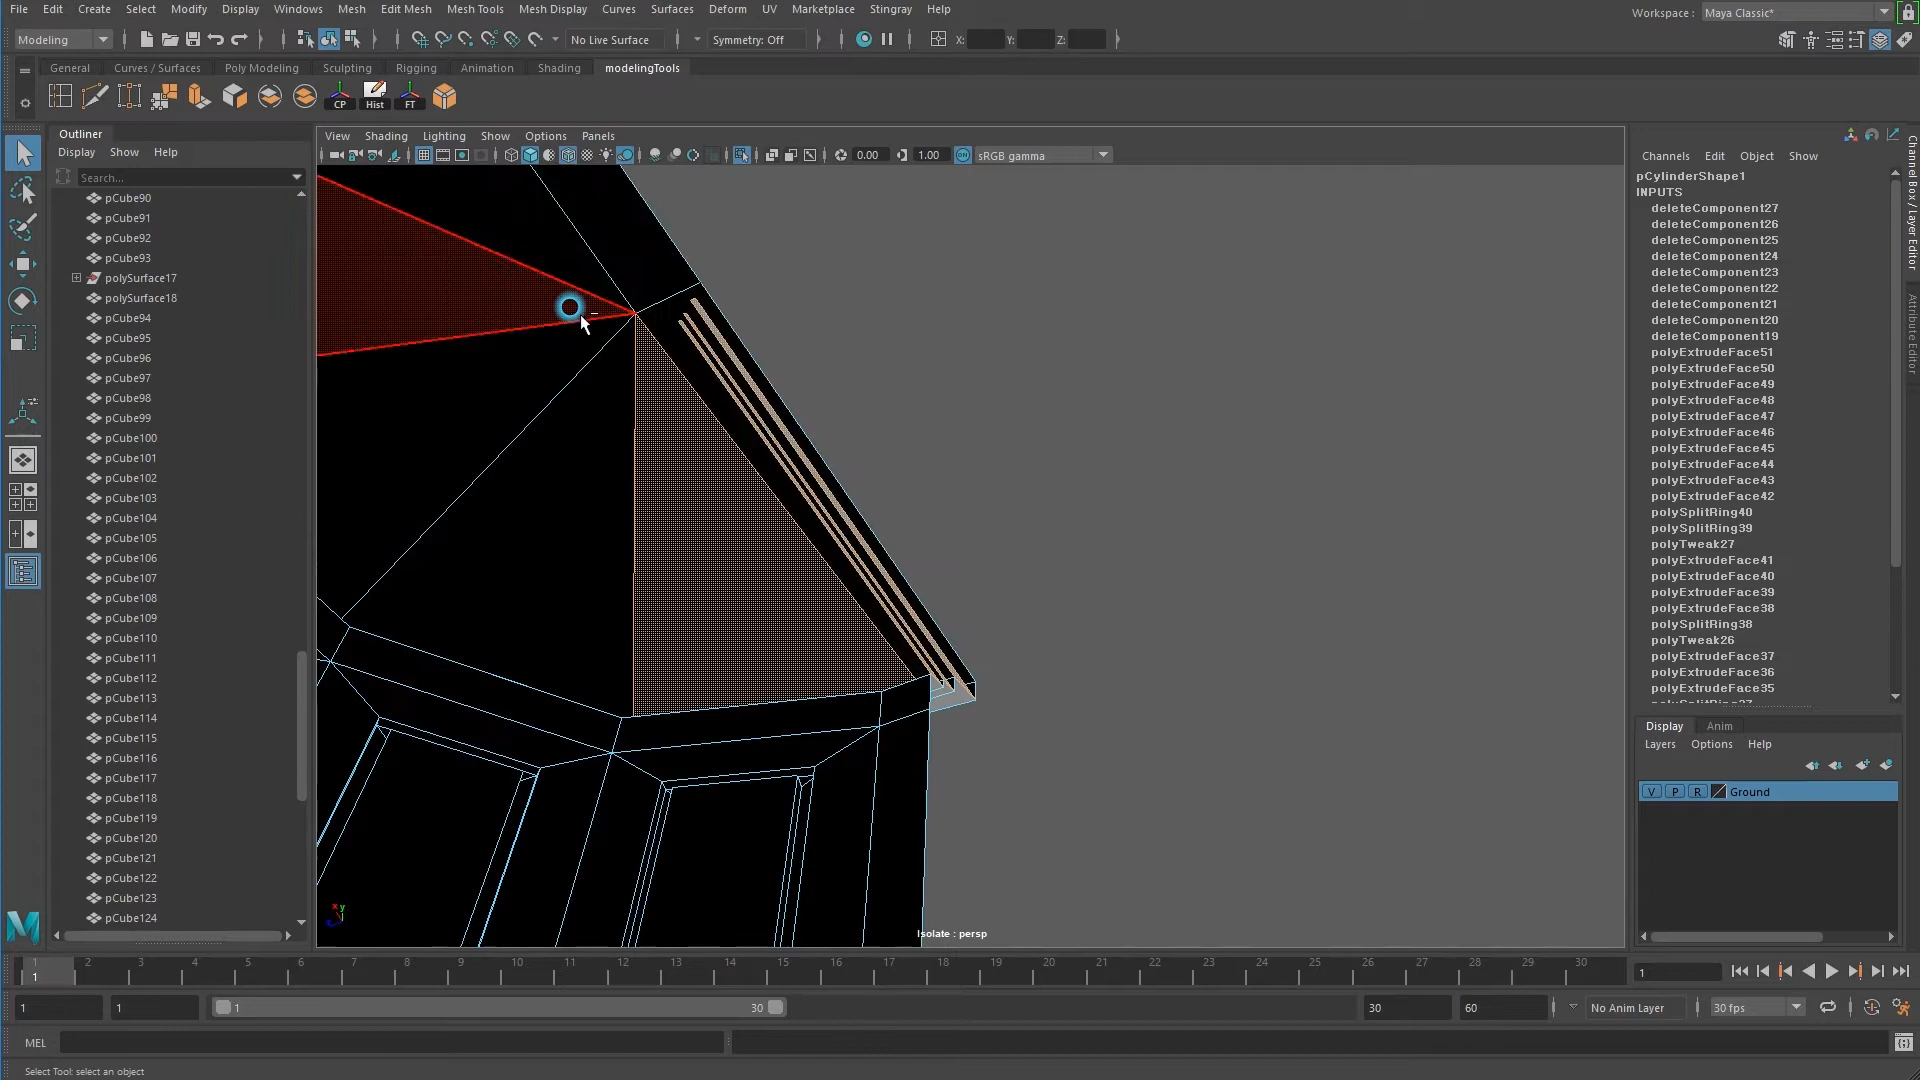 File Edit Create Select Modify Display Windows Mesh Edit Mesh Mesh Tools Mesh Display Curves Surfaces Deform UV Marketplace Stingray Help
Workspace : Maya Classic*
Modeling No Live Surface Symmetry: Off X: Y: Z:
General Curves / Surfaces Poly Modeling Sculpting Rigging Animation Shading modelingTools
CP Hist FT
Outliner
Display Show Help
Search...
pCube90
pCube91
pCube92
pCube93
polySurface17
polySurface18
pCube94
pCube95
pCube96
pCube97
pCube98
pCube99
pCube100
pCube101
pCube102
pCube103
pCube104
pCube105
pCube106
pCube107
pCube108
pCube109
pCube110
pCube111
pCube112
pCube113
pCube114
pCube115
pCube116
pCube117
pCube118
pCube119
pCube120
pCube121
pCube122
pCube123
pCube124
View Shading Lighting Show Options Panels
0.00 1.00 ON sRGB gamma
x y
Isolate : persp
Channels Edit Object Show
pCylinderShape1
INPUTS
deleteComponent27
deleteComponent26
deleteComponent25
deleteComponent24
deleteComponent23
deleteComponent22
deleteComponent21
deleteComponent20
deleteComponent19
polyExtrudeFace51
polyExtrudeFace50
polyExtrudeFace49
polyExtrudeFace48
polyExtrudeFace47
polyExtrudeFace46
polyExtrudeFace45
polyExtrudeFace44
polyExtrudeFace43
polyExtrudeFace42
polySplitRing40
polySplitRing39
polyTweak27
polyExtrudeFace41
polyExtrudeFace40
polyExtrudeFace39
polyExtrudeFace38
polySplitRing38
polyTweak26
polyExtrudeFace37
polyExtrudeFace36
polyExtrudeFace35
Channel Box / Layer Editor
Attribute Editor
Display Anim
Layers Options Help
V P R Ground
1 2 3 4 5 6 7 8 9 10 11 12 13 14 15 16 17 18 19 20 21 22 23 24 25 26 27 28 29 30
1
1
1 1 1 30 30 60 No Anim Layer 30 fps
MEL
Select Tool: select an object